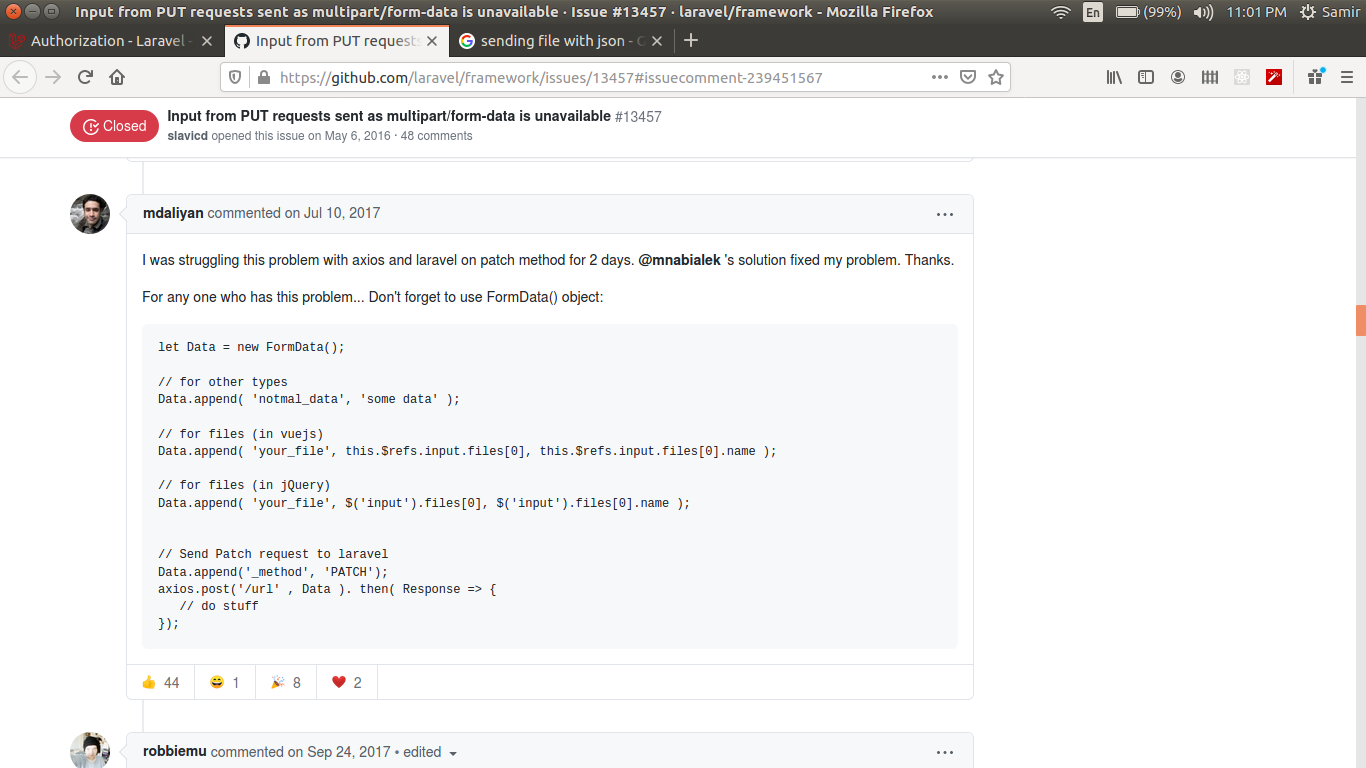 Input from PUT requests sent as multipart/form-data is unavailable · Issue #13457 · laravel/framework - Mozilla Firefox
En (99%) 11:01 PM Samir
Authorization - Laravel -
Input from PUT requests
sending file with json -
https://github.com/laravel/framework/issues/13457#issuecomment-239451567
Closed
Input from PUT requests sent as multipart/form-data is unavailable #13457
slavicd opened this issue on May 6, 2016 · 48 comments
mdaliyan commented on Jul 10, 2017
I was struggling this problem with axios and laravel on patch method for 2 days. @mnabialek 's solution fixed my problem. Thanks.
For any one who has this problem... Don't forget to use FormData() object:
let Data = new FormData();
// for other types
Data.append( 'notmal_data', 'some data' );
// for files (in vuejs)
Data.append( 'your_file', this.$refs.input.files[0], this.$refs.input.files[0].name );
// for files (in jQuery)
Data.append( 'your_file', $('input').files[0], $('input').files[0].name );
// Send Patch request to laravel
Data.append('_method', 'PATCH');
axios.post('/url' , Data ). then( Response => {
// do stuff
});
👍 44 😄 1 🎉 8 ❤️ 2
robbiemu commented on Sep 24, 2017 • edited